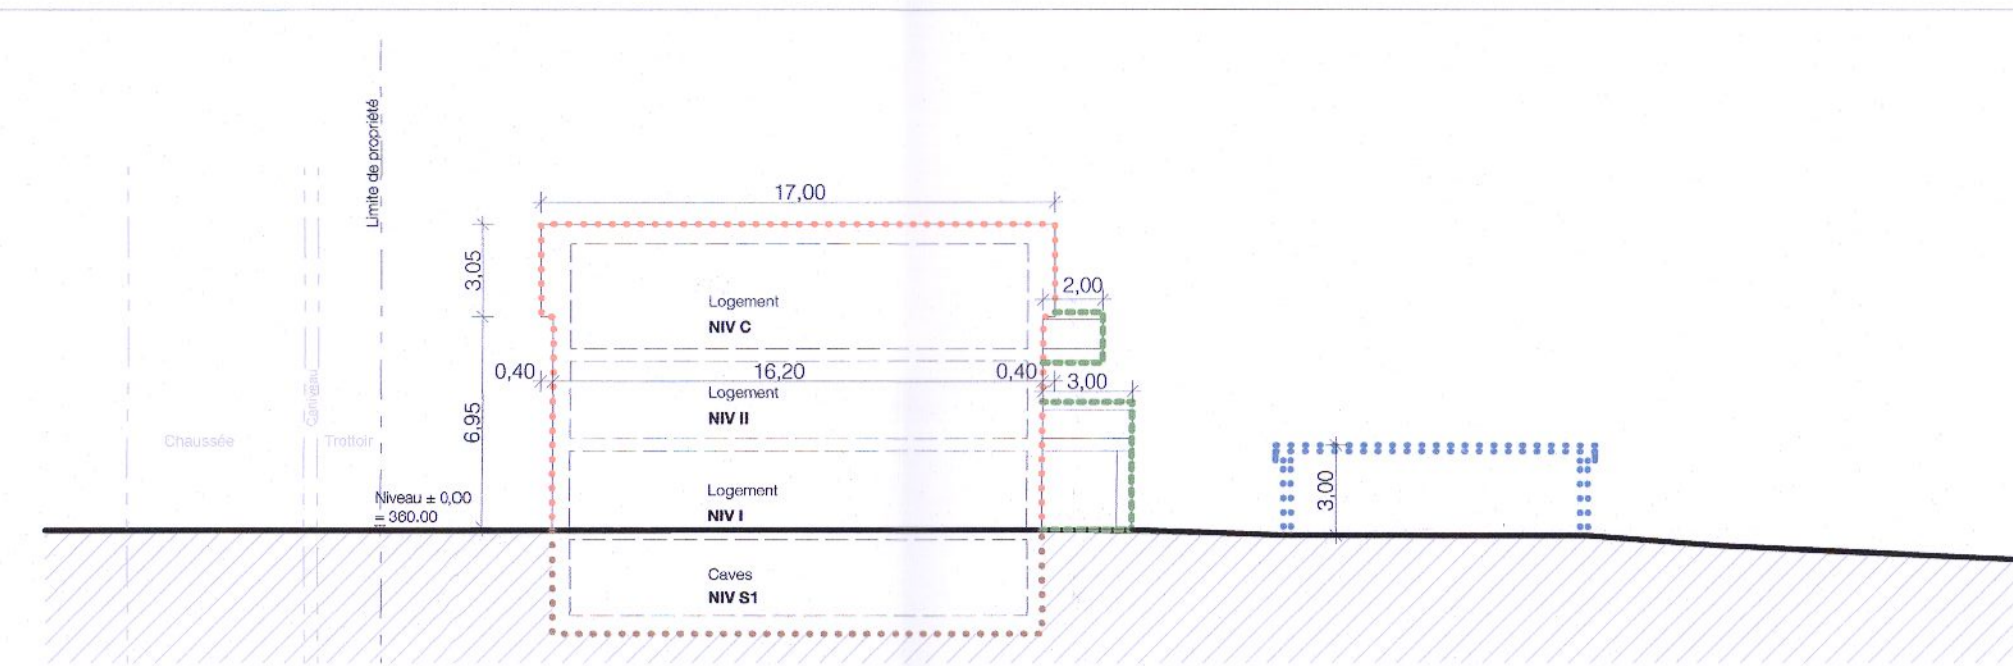 Limite de propriété
17,00
3,05
Logement
NIV C
2,00
0,40
16,20
0,40
3,00
Logement
NIV II
6,95
Chaussée
Caniveau
Trottoir
Niveau ± 0,00
= 360.00
Logement
NIV I
3,00
Caves
NIV S1